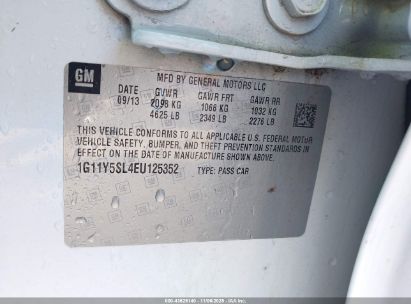 GM
MFD BY GENERAL MOTORS LLC
DATE GVWR GAWR FRT GAWR RR
09/13 2098 KG 1066 KG 1032 KG
4625 LB 2349 LB 2276 LB
THIS VEHICLE CONFORMS TO ALL APPLICABLE U.S. FEDERAL MOTOR
VEHICLE SAFETY, BUMPER, AND THEFT PREVENTION STANDARDS
IN EFFECT ON THE DATE OF MANUFACTURE SHOWN ABOVE.
1G11Y5SL4EU125352 TYPE: PASS CAR